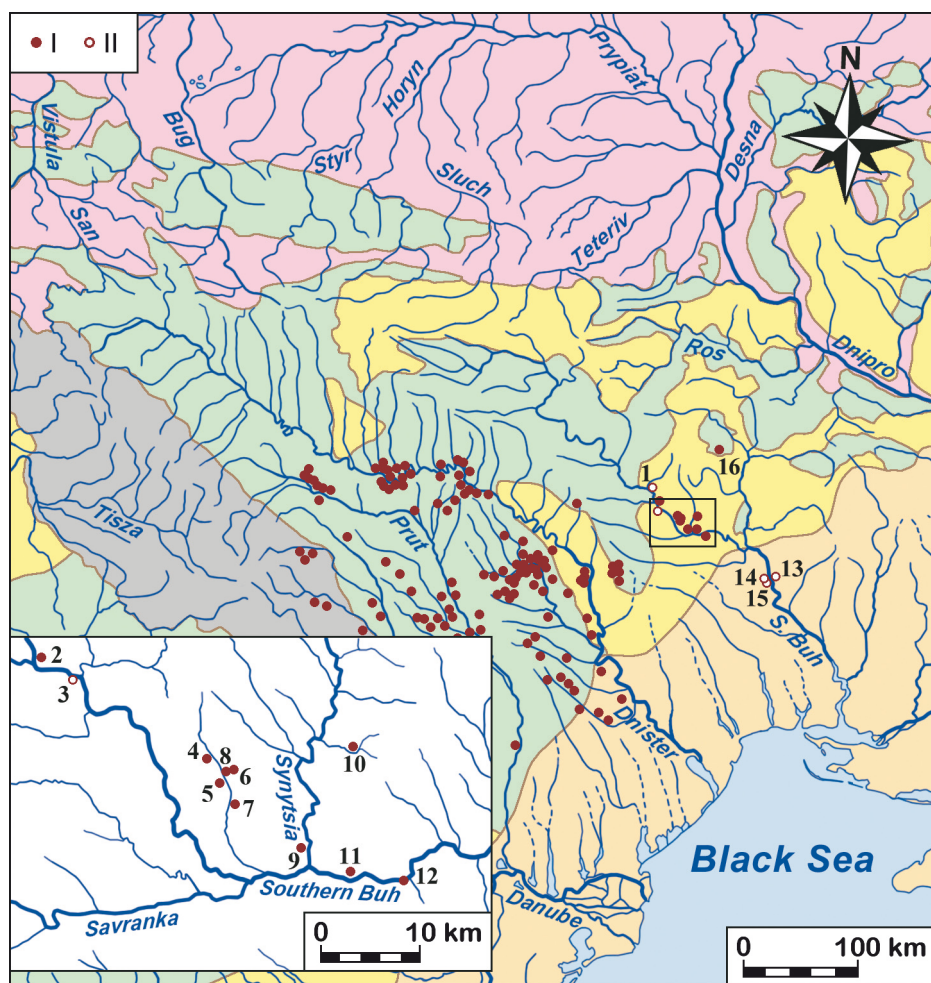 I II
N
Vistula
Bug
Horyn
Prypiat
Desna
Styr
Sluch
San
Teteriv
Dnipro
Ros
16
1
Tisza
Prut
14
13
15
S. Buh
Dnister
Black Sea
Danube
0 100 km
2
3
4
8
6
5
7
Synytsia
10
9
11
12
Southern Buh
Savranka
0 10 km